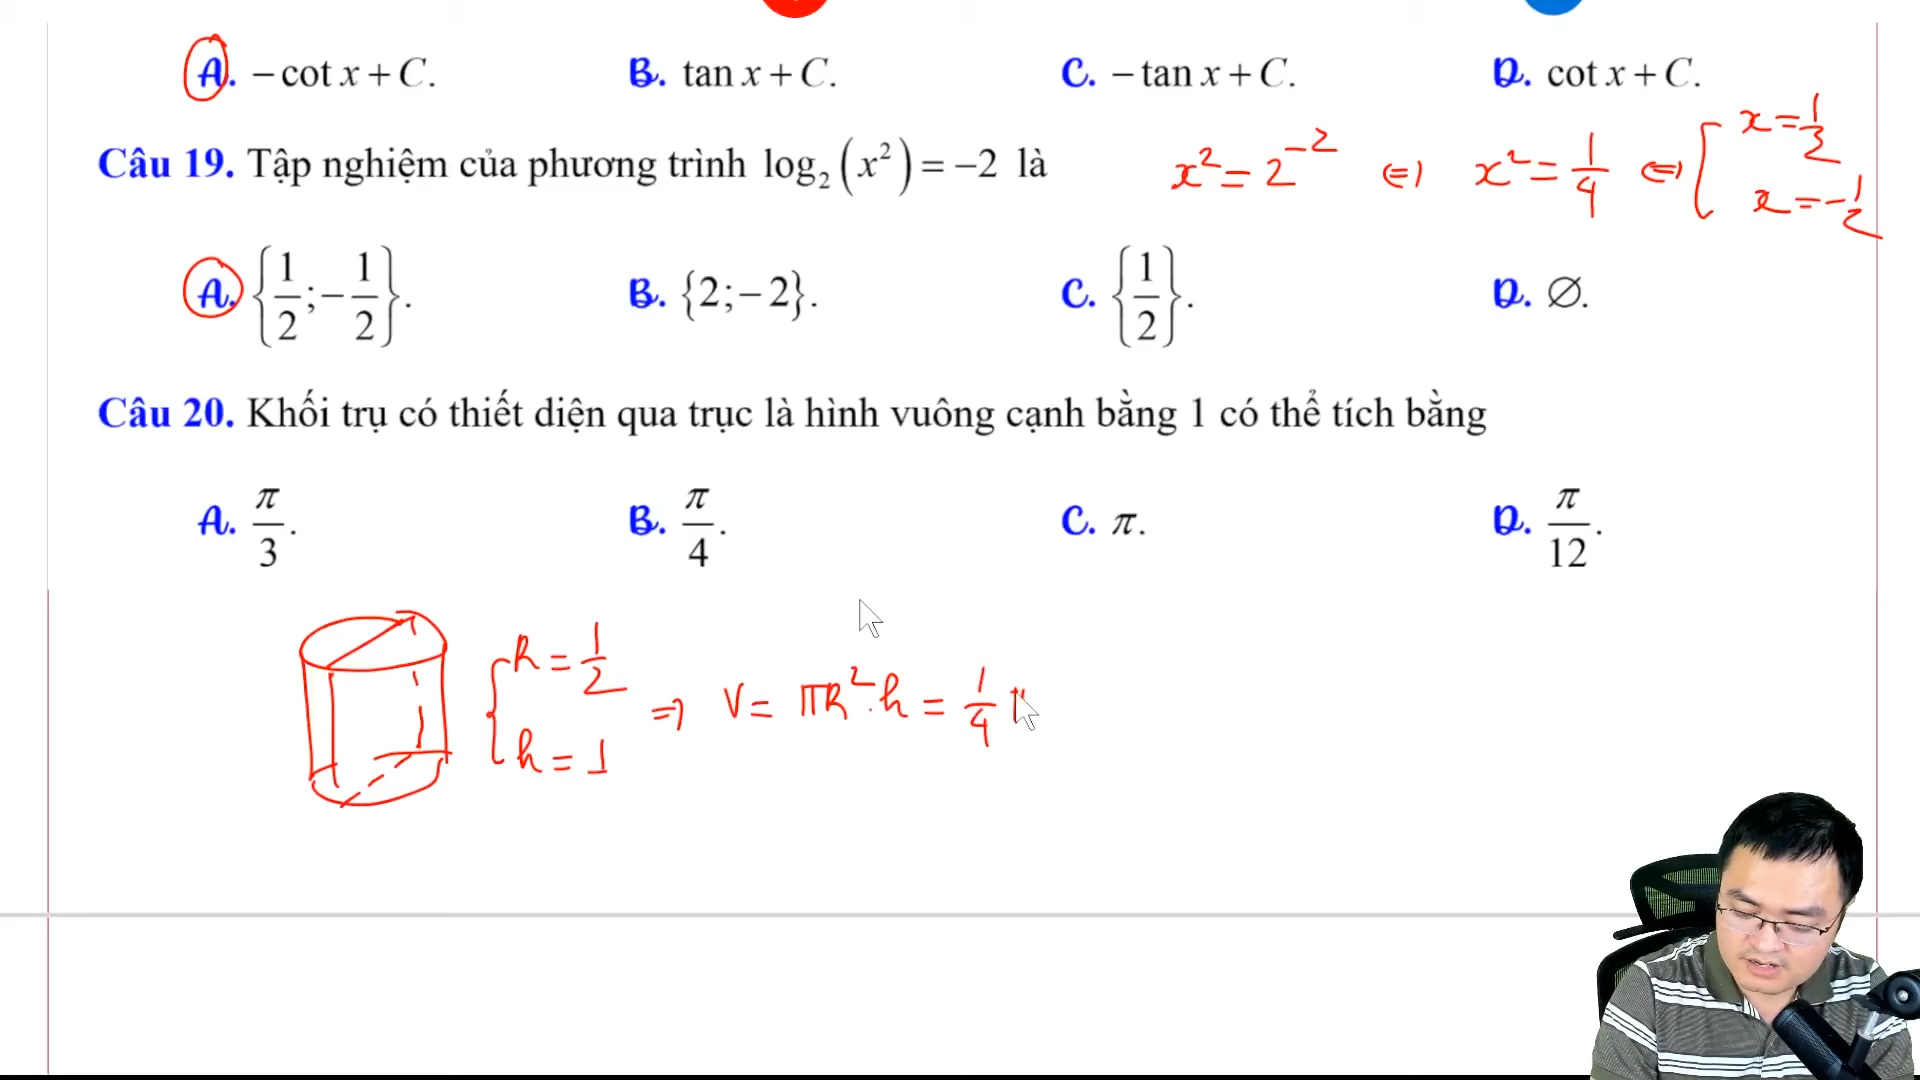 A. −cot x + C. B. tan x + C. C. −tan x + C. D. cot x + C.
Câu 19. Tập nghiệm của phương trình log₂(x²) = −2 là x² = 2⁻² ⇔ x² = 1/4 ⇔ [ x = 1/2
x = −1/2
A. {1/2; −1/2}. B. {2; −2}. C. {1/2}. D. ∅.
Câu 20. Khối trụ có thiết diện qua trục là hình vuông cạnh bằng 1 có thể tích bằng
A. π/3. B. π/4. C. π. D. π/12.
{ R = 1/2
h = 1
⇒ V = πR².h = 1/4 π